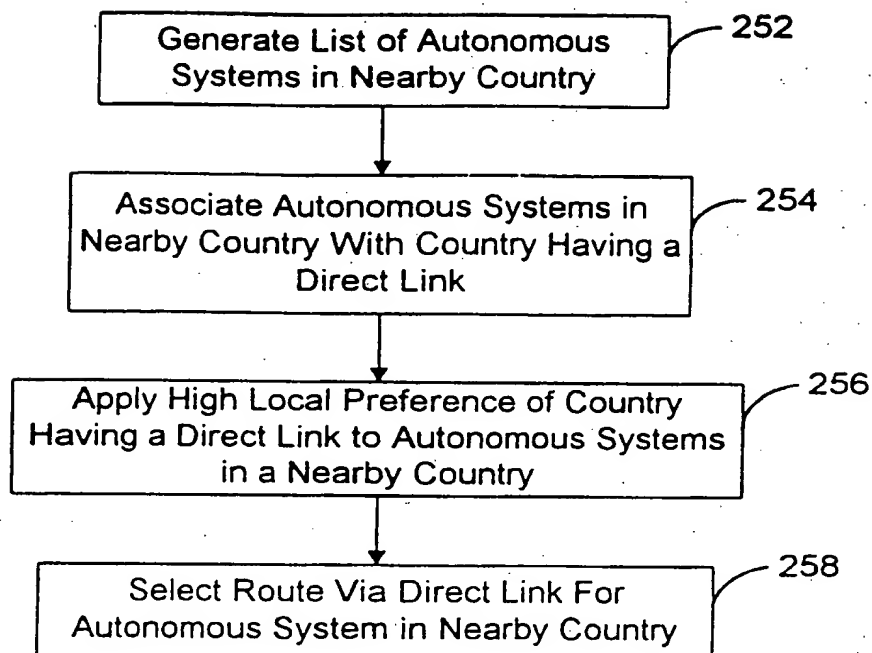 Generate List of Autonomous
Systems in Nearby Country
252
Associate Autonomous Systems in
Nearby Country With Country Having a
Direct Link
254
Apply High Local Preference of Country
Having a Direct Link to Autonomous Systems
in a Nearby Country
256
Select Route Via Direct Link For
Autonomous System in Nearby Country
258